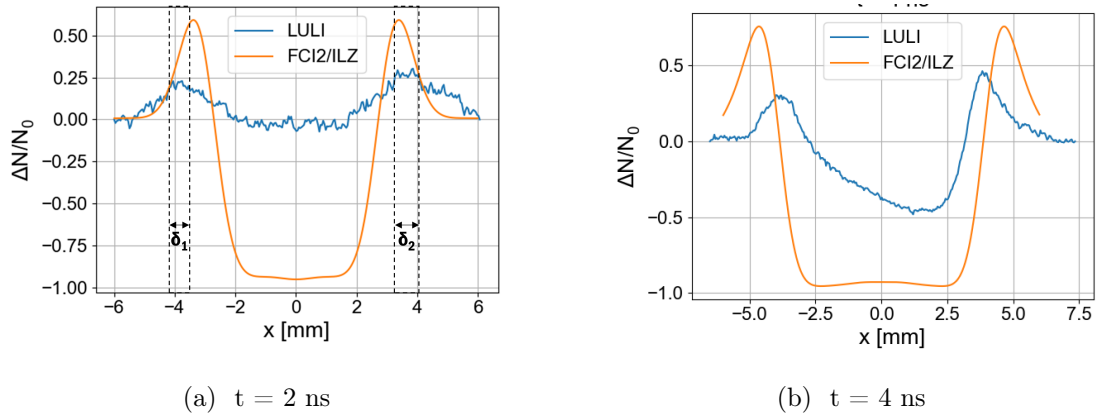 LULI
FCI2/ILZ
ΔN/N₀
0.50
0.25
0.00
−0.25
−0.50
−0.75
−1.00
δ₁
δ₂
−6
−4
−2
0
2
4
6
x [mm]
(a) t = 2 ns
LULI
FCI2/ILZ
ΔN/N₀
0.5
0.0
−0.5
−1.0
−5.0
−2.5
0.0
2.5
5.0
7.5
x [mm]
(b) t = 4 ns